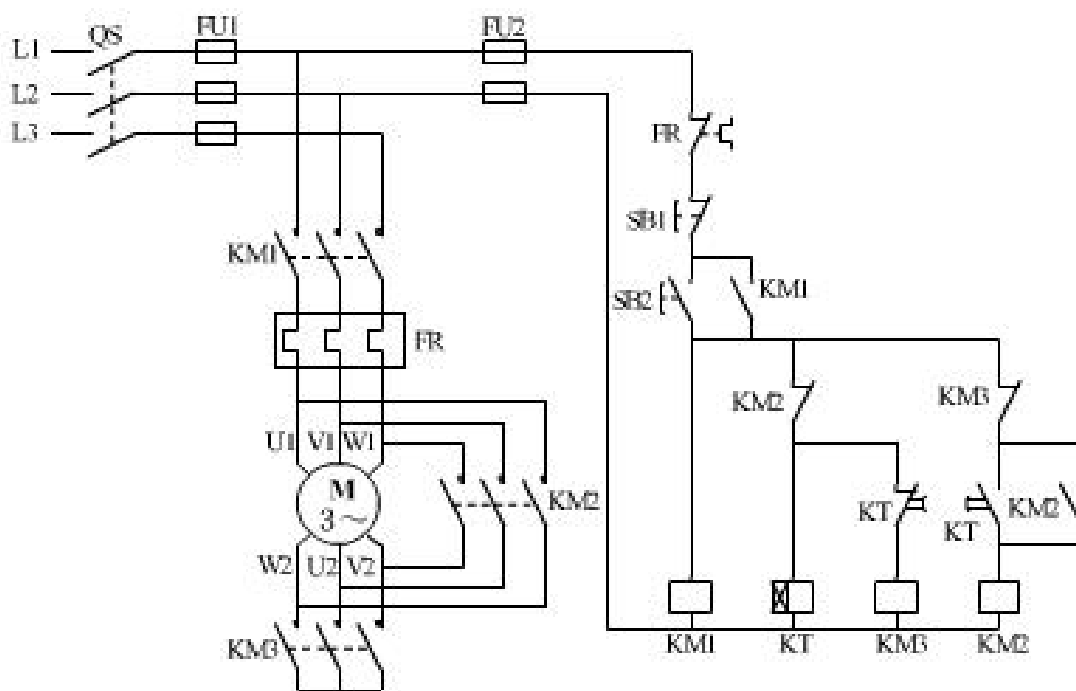 L1 QS FU1 FU2
L2
L3
FR
SB1
KM1
SB2 KM1
FR
KM2 KM3
U1 V1 W1
M
3～
KM2
KT KT KM2
W2 U2 V2
KM3
KM1 KT KM3 KM2